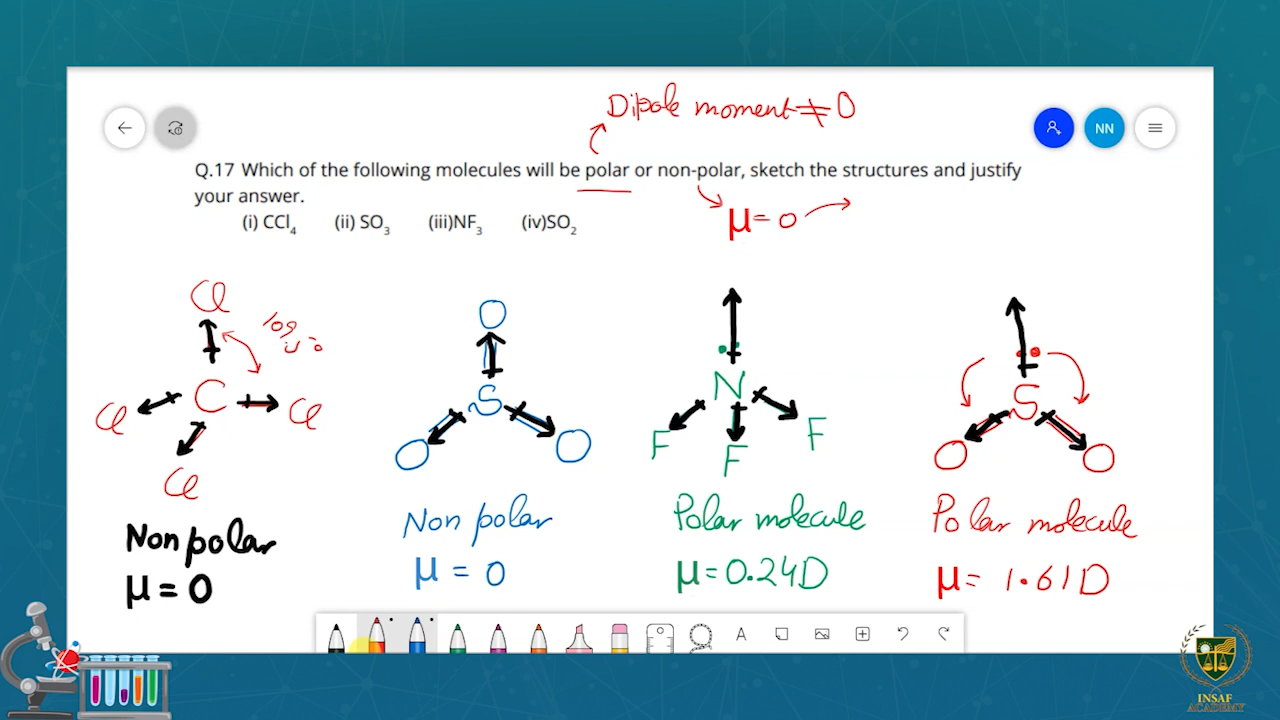 Dipole moment ≠ 0
NN
Q.17 Which of the following molecules will be polar or non-polar, sketch the structures and justify
your answer.
μ = 0
(i) CCl₄ (ii) SO₃ (iii)NF₃ (iv)SO₂
Cl
C
Cl
Cl
Cl
109
Non polar
μ = 0
O
S
O
O
Non polar
μ = 0
N
F
F
F
Polar molecule
μ = 0.24D
S
O
O
Polar molecule
μ = 1.61D
A
INSAF
ACADEMY